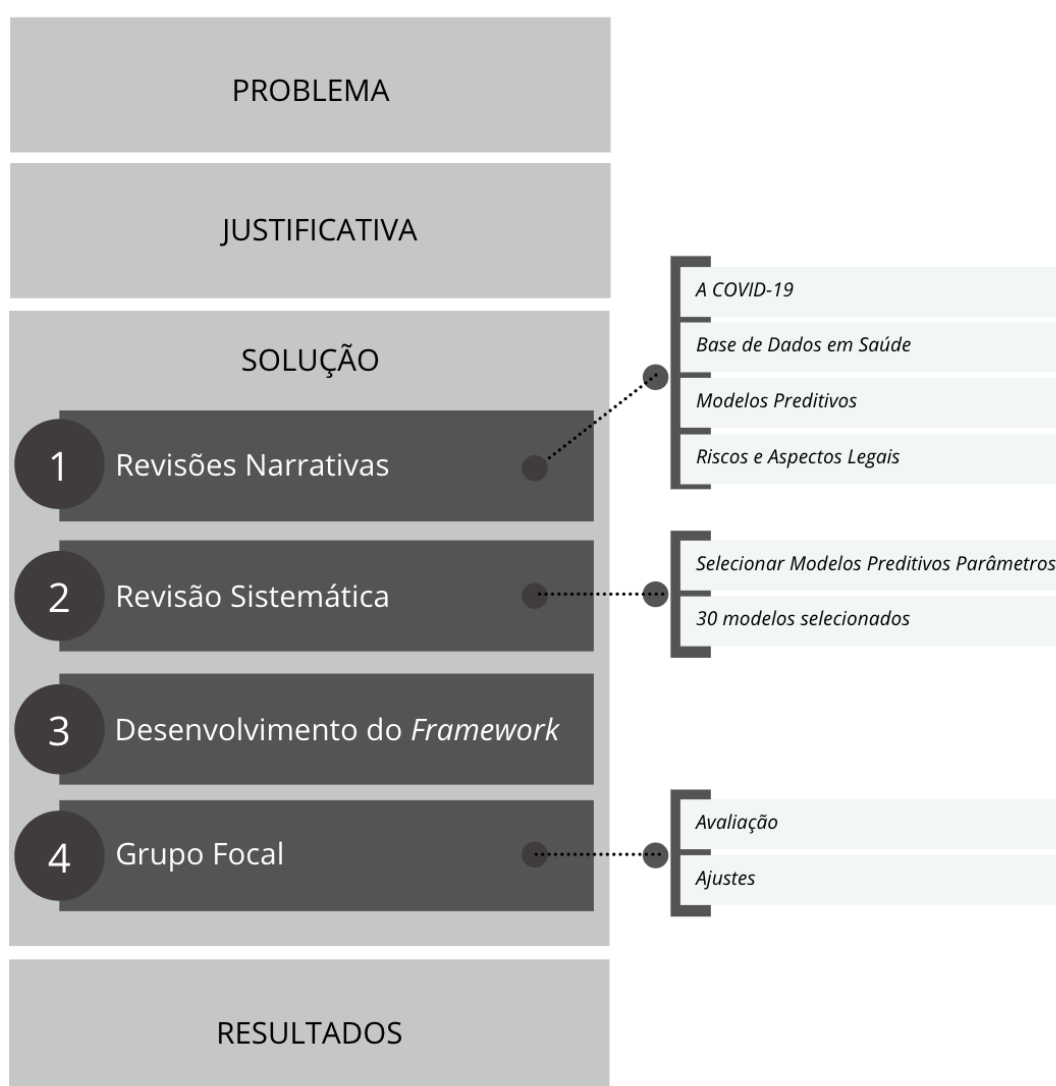 PROBLEMA
JUSTIFICATIVA
SOLUÇÃO
1
Revisões Narrativas
A COVID-19
Base de Dados em Saúde
Modelos Preditivos
Riscos e Aspectos Legais
2
Revisão Sistemática
Selecionar Modelos Preditivos Parâmetros
30 modelos selecionados
3
Desenvolvimento do Framework
4
Grupo Focal
Avaliação
Ajustes
RESULTADOS